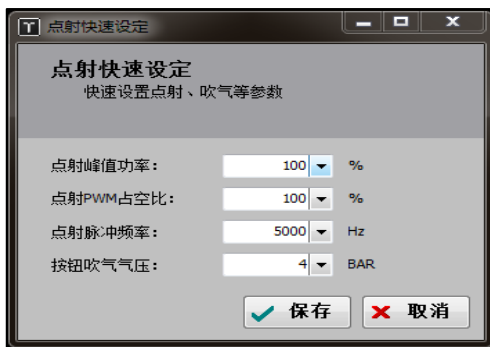 T 点射快速设定
点射快速设定
快速设置点射、吹气等参数
点射峰值功率： 100 %
点射PWM占空比： 100 %
点射脉冲频率： 5000 Hz
按钮吹气气压： 4 BAR
保存 取消